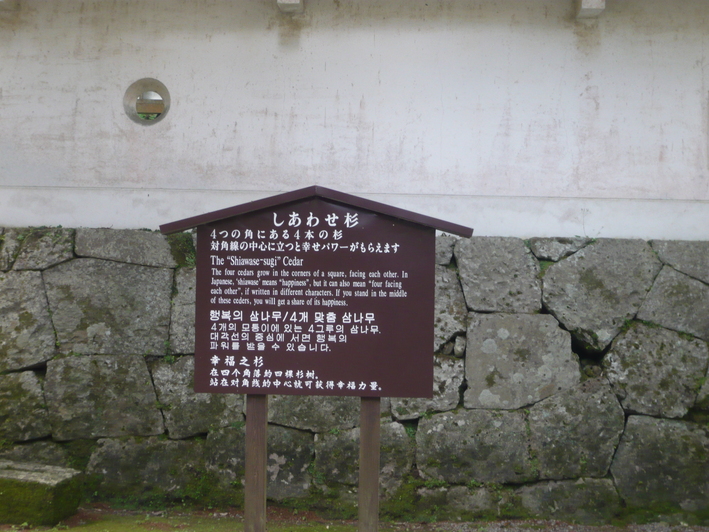 しあわせ杉
4つの角にある4本の杉
対角線の中心に立つと幸せパワーがもらえます
The "Shiawase-sugi" Cedar
The four cedars grow in the corners of a square, facing each other. In
Japanese, 'shiawase' means "happiness", but it can also mean "four facing
each other", if written in different characters. If you stand in the middle
of these cedars, you will get a share of its happiness.
행복의 삼나무/4개 맞춤 삼나무
4개의 모퉁이에 있는 4그루의 삼나무.
대각선의 중심에 서면 행복의
파워를 받을 수 있습니다.
幸福之杉
在四个角落的四棵杉树。
站在对角线的中心就可获得幸福力量。